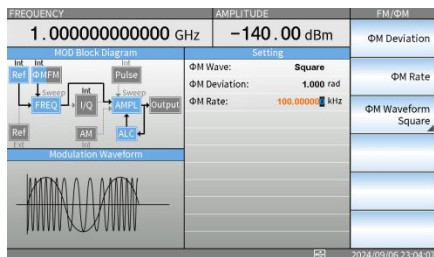 FREQUENCY
AMPLITUDE
FM/ΦM
1.000000000000 GHz
-140.00 dBm
ΦM Deviation
MOD Block Diagram
Setting
Int
Int
Int
Ref
ΦM
FM
Pulse
Sweep
Sweep
Int
FREQ
I/Q
AMPL
Output
Ref
AM
ALC
Ext
Int
ΦM Wave: Square
ΦM Deviation: 1.000 rad
ΦM Rate: 100.00000 kHz
ΦM Rate
ΦM Waveform
Square
Modulation Waveform
2024/09/06 23:04:07